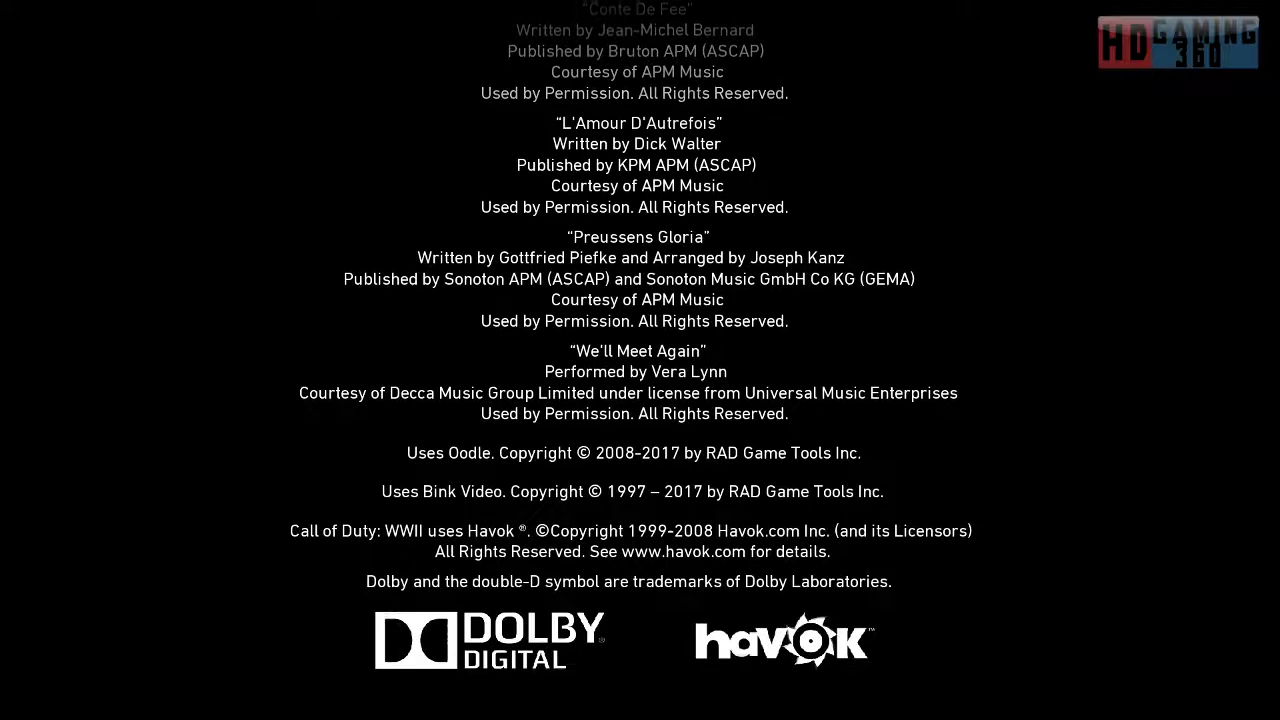 “Conte De Fee”
Written by Jean-Michel Bernard
Published by Bruton APM (ASCAP)
Courtesy of APM Music
Used by Permission. All Rights Reserved.
“L'Amour D'Autrefois”
Written by Dick Walter
Published by KPM APM (ASCAP)
Courtesy of APM Music
Used by Permission. All Rights Reserved.
“Preussens Gloria”
Written by Gottfried Piefke and Arranged by Joseph Kanz
Published by Sonoton APM (ASCAP) and Sonoton Music GmbH Co KG (GEMA)
Courtesy of APM Music
Used by Permission. All Rights Reserved.
“We'll Meet Again”
Performed by Vera Lynn
Courtesy of Decca Music Group Limited under license from Universal Music Enterprises
Used by Permission. All Rights Reserved.
Uses Oodle. Copyright © 2008-2017 by RAD Game Tools Inc.
Uses Bink Video. Copyright © 1997 – 2017 by RAD Game Tools Inc.
Call of Duty: WWII uses Havok ®. ©Copyright 1999-2008 Havok.com Inc. (and its Licensors)
All Rights Reserved. See www.havok.com for details.
Dolby and the double-D symbol are trademarks of Dolby Laboratories.
DOLBY®
DIGITAL
havok™
HD GAMING
360